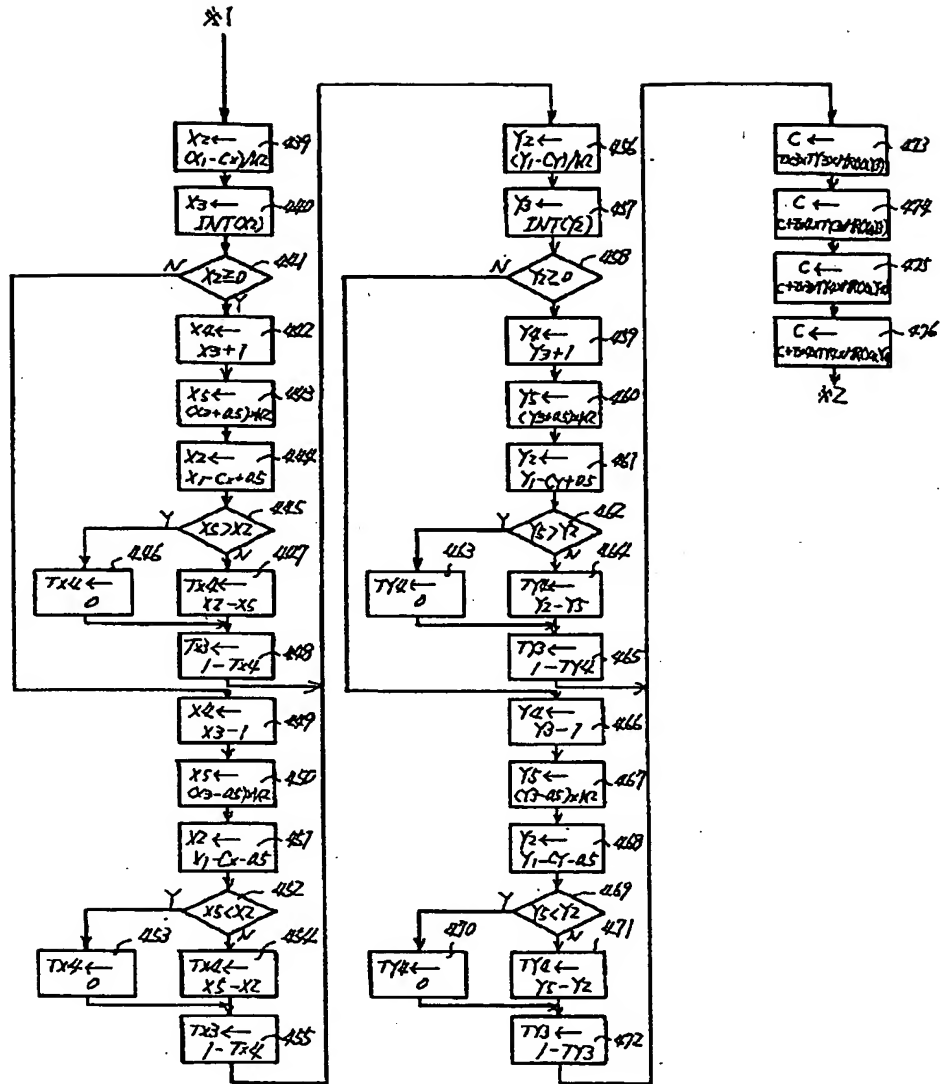 ※1
X2←
(X1-Cx)/K2
439
X3←
INT(X2)
440
X2≥0
441
N
Y
X4←
X3+1
442
X5←
(X3+0.5)×K2
443
X2←
X1-Cx+0.5
444
X5>X2
445
Y
N
Tx4←
0
446
Tx4←
X2-X5
447
Tx3←
1-Tx4
448
X4←
X3-1
449
X5←
(X3-0.5)×K2
450
X2←
X1-Cx-0.5
451
X5<X2
452
Y
N
Tx4←
0
453
Tx4←
X5-X2
454
Tx3←
1-Tx4
455
Y2←
(Y1-CY)/K2
456
Y3←
INT(Y2)
457
Y2≥0
458
N
Y4←
Y3+1
459
Y5←
(Y3+0.5)×K2
460
Y2←
Y1-CY+0.5
461
Y5>Y2
462
Y
N
TY4←
0
463
TY4←
Y2-Y5
464
TY3←
1-TY4
465
Y4←
Y3-1
466
Y5←
(Y3-0.5)×K2
467
Y2←
Y1-CY-0.5
468
Y5<Y2
469
Y
N
TY4←
0
470
TY4←
Y5-Y2
471
TY3←
1-TY3
472
C←
473
C←
474
C←
475
C←
476
※2